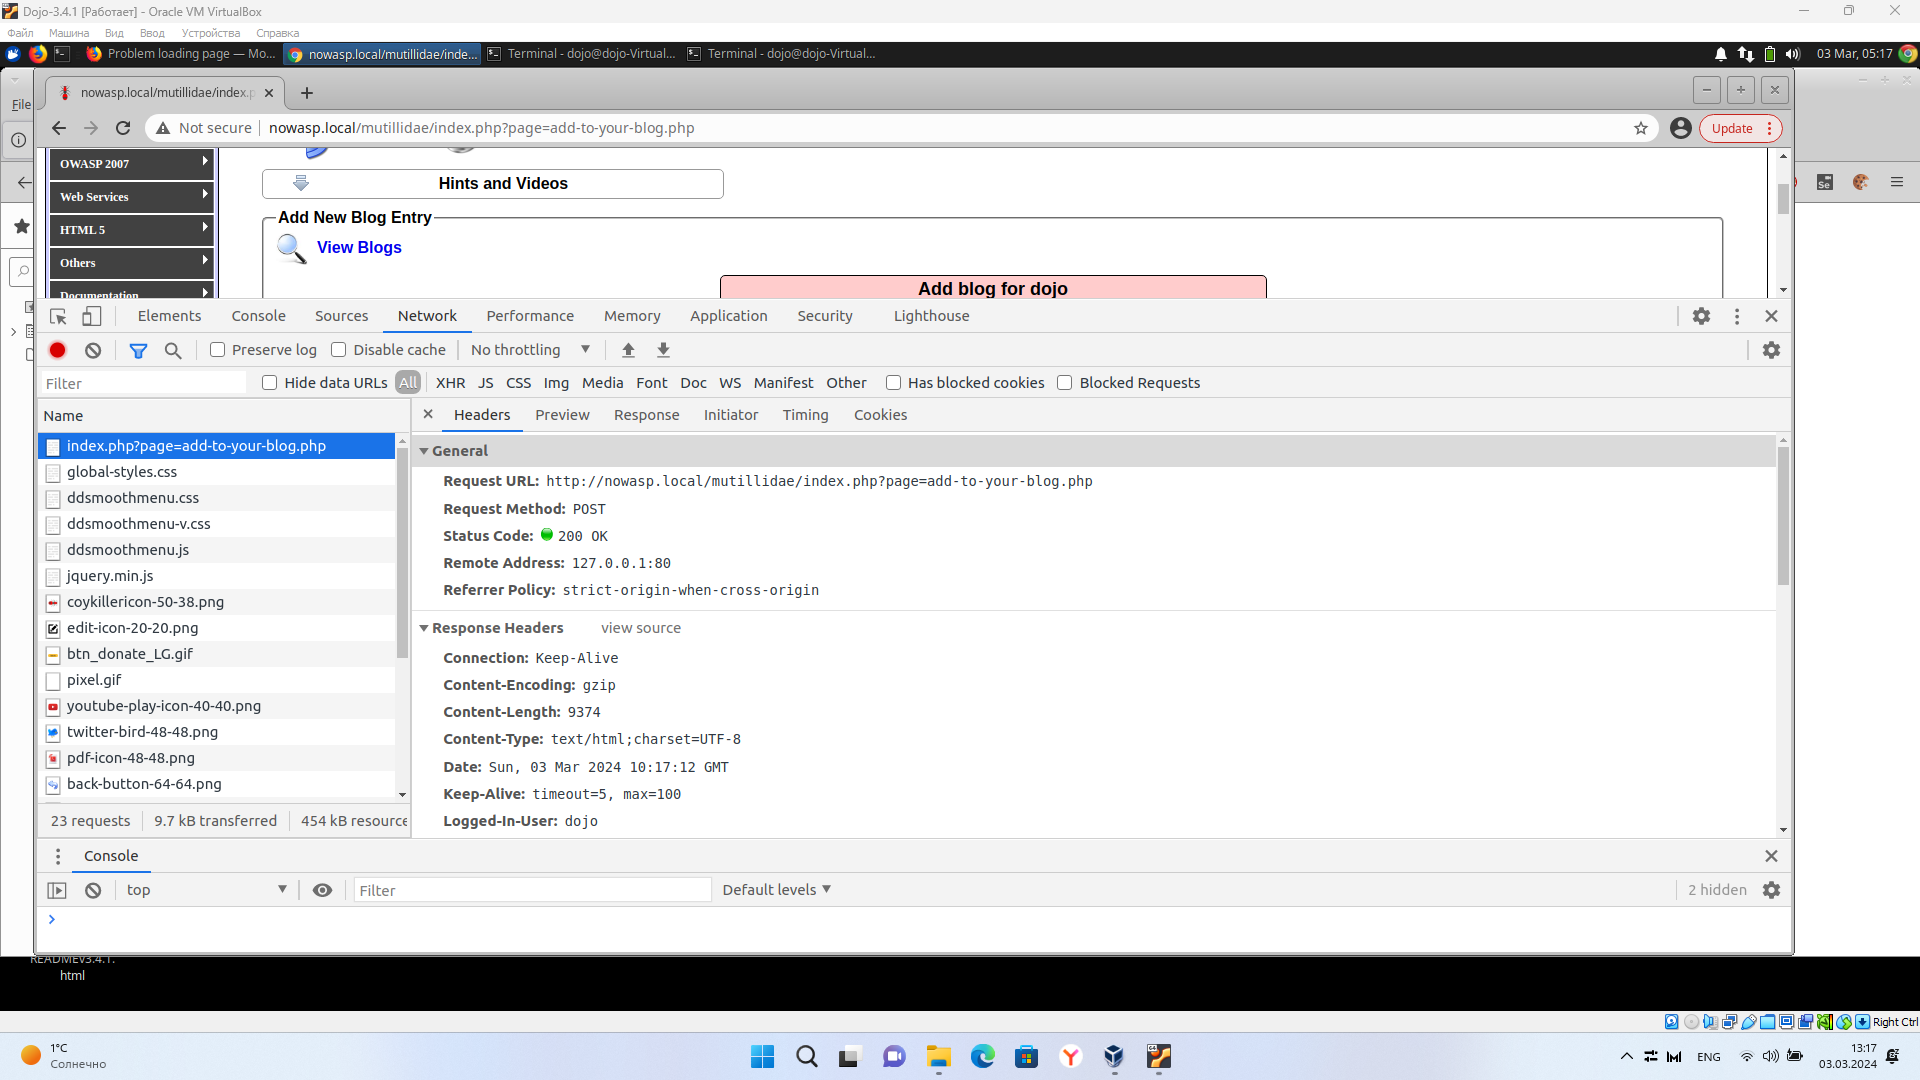 Dojo-3.4.1 [Работает] - Oracle VM VirtualBox
Файл Машина Вид Ввод Устройства Справка
Problem loading page — Mo... nowasp.local/mutillidae/inde... Terminal - dojo@dojo-Virtual... Terminal - dojo@dojo-Virtual... 03 Mar, 05:17
nowasp.local/mutillidae/index.p
File
Not secure nowasp.local/mutillidae/index.php?page=add-to-your-blog.php Update
OWASP 2007
Web Services
HTML 5
Others
Documentation
Hints and Videos
Add New Blog Entry
View Blogs
Add blog for dojo
Se
Elements Console Sources Network Performance Memory Application Security Lighthouse
Preserve log Disable cache No throttling
Filter Hide data URLs All XHR JS CSS Img Media Font Doc WS Manifest Other Has blocked cookies Blocked Requests
Name
index.php?page=add-to-your-blog.php
global-styles.css
ddsmoothmenu.css
ddsmoothmenu-v.css
ddsmoothmenu.js
jquery.min.js
coykillericon-50-38.png
edit-icon-20-20.png
btn_donate_LG.gif
pixel.gif
youtube-play-icon-40-40.png
twitter-bird-48-48.png
pdf-icon-48-48.png
back-button-64-64.png
23 requests 9.7 kB transferred 454 kB resource
Headers Preview Response Initiator Timing Cookies
General
Request URL: http://nowasp.local/mutillidae/index.php?page=add-to-your-blog.php
Request Method: POST
Status Code: 200 OK
Remote Address: 127.0.0.1:80
Referrer Policy: strict-origin-when-cross-origin
Response Headers view source
Connection: Keep-Alive
Content-Encoding: gzip
Content-Length: 9374
Content-Type: text/html;charset=UTF-8
Date: Sun, 03 Mar 2024 10:17:12 GMT
Keep-Alive: timeout=5, max=100
Logged-In-User: dojo
Console
top Filter Default levels 2 hidden
READMEv3.4.1.
html
Right Ctrl
1°C
Солнечно
ENG
13:17
03.03.2024